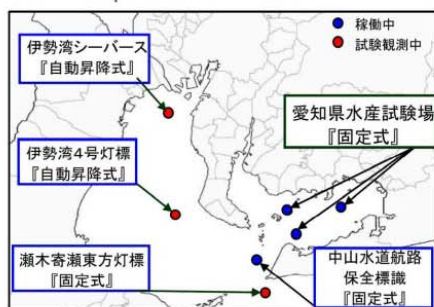 稼働中
試験観測中
伊勢湾シーバース
『自動昇降式』
愛知県水産試験場
『固定式』
伊勢湾4号灯標
『自動昇降式』
瀬木寄瀬東方灯標
『固定式』
中山水道航路
保全標識
『固定式』